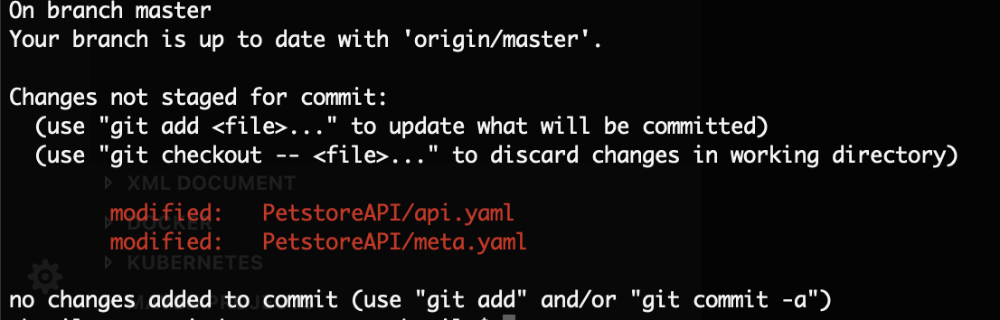 On branch master
Your branch is up to date with 'origin/master'.
Changes not staged for commit:
(use "git add <file>..." to update what will be committed)
(use "git checkout -- <file>..." to discard changes in working directory)
XML DOCUMENT
modified: PetstoreAPI/api.yaml
DOCKER
modified: PetstoreAPI/meta.yaml
KUBERNETES
no changes added to commit (use "git add" and/or "git commit -a")